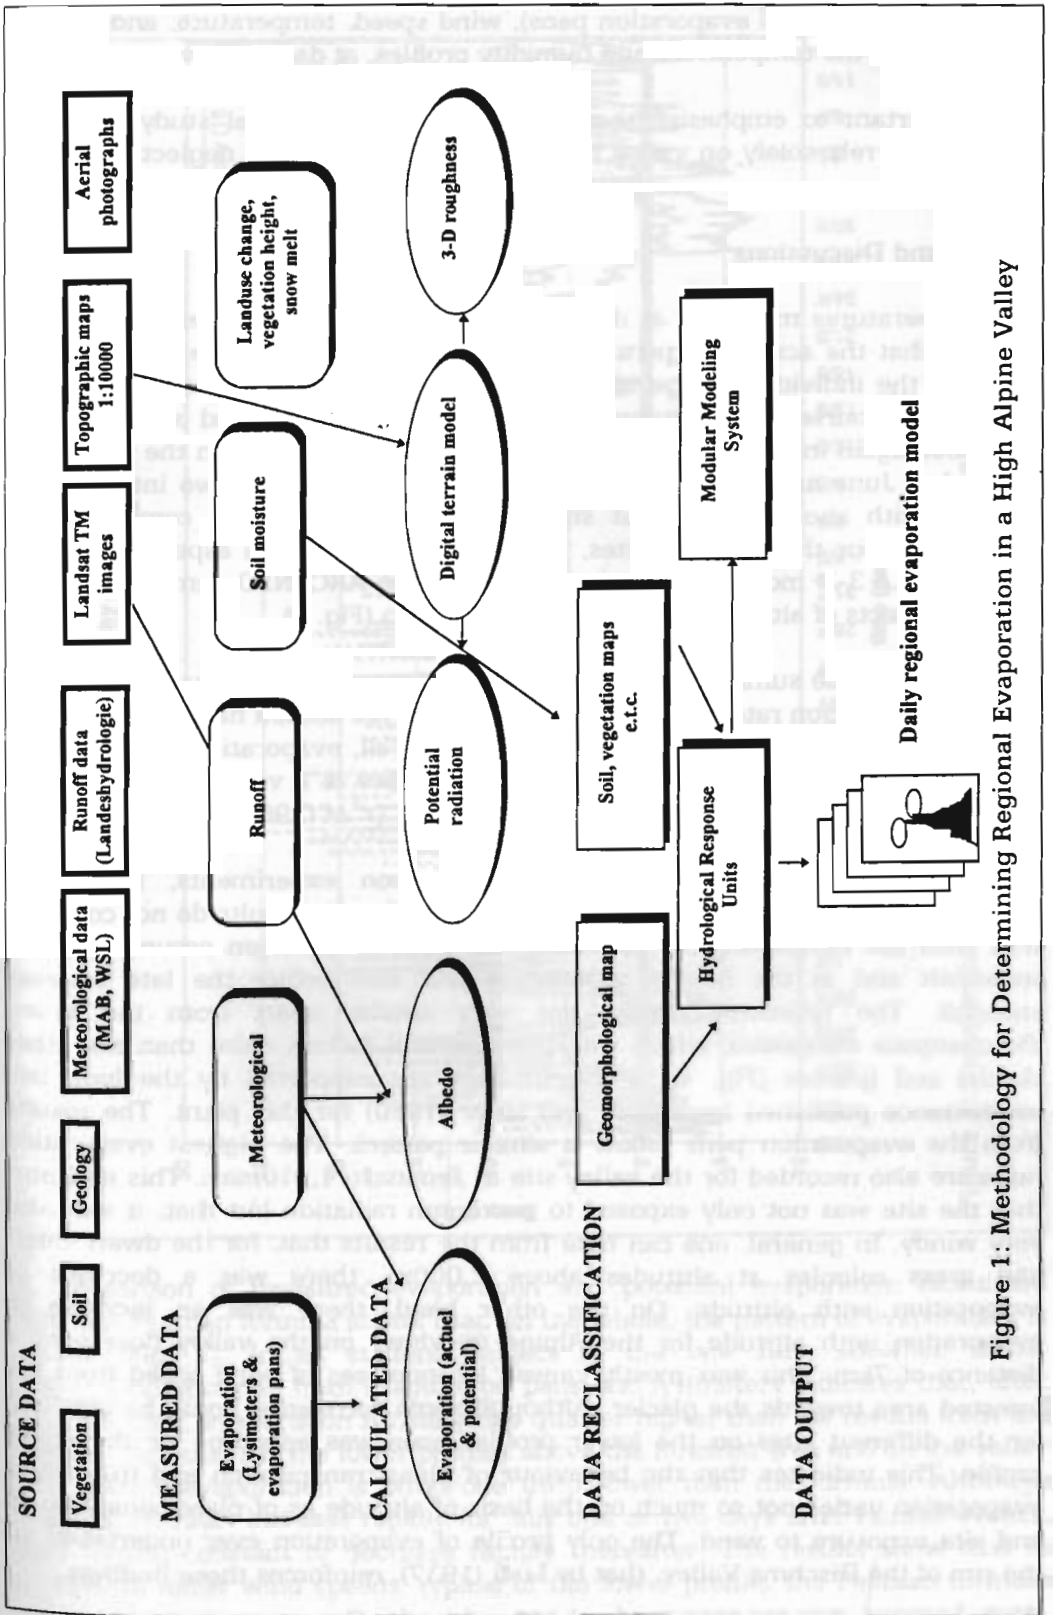 SOURCE DATA
Vegetation
Soil
Geology
Meteorological data
(MAB, WSL)
Runoff data
(Landeshydrologie)
Landsat TM
images
Topographic maps
1:10000
Aerial
photographs
MEASURED DATA
Evaporation
(Lysimeters &
evaporation pans)
Meteorological
Runoff
Soil moisture
Landuse change,
vegetation height,
snow melt
CALCULATED DATA
Evaporation (actuel
& potential)
Albedo
Potential
radiation
Digital terrain model
3-D roughness
DATA RECLASSIFICATION
Geomorphological map
Soil, vegetation maps
e.t.c.
Hydrological Response
Units
Modular Modeling
System
DATA OUTPUT
Daily regional evaporation model
Figure 1: Methodology for Determining Regional Evaporation in a High Alpine Valley